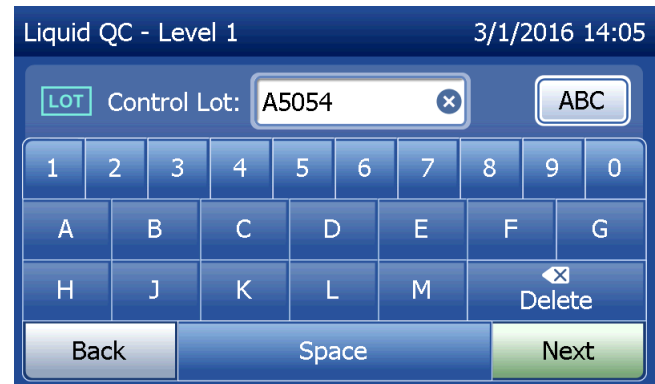 Liquid QC - Level 1 3/1/2016 14:05
LOT Control Lot: A5054 ABC
1 2 3 4 5 6 7 8 9 0
A B C D E F G
H J K L M Delete
Back Space Next